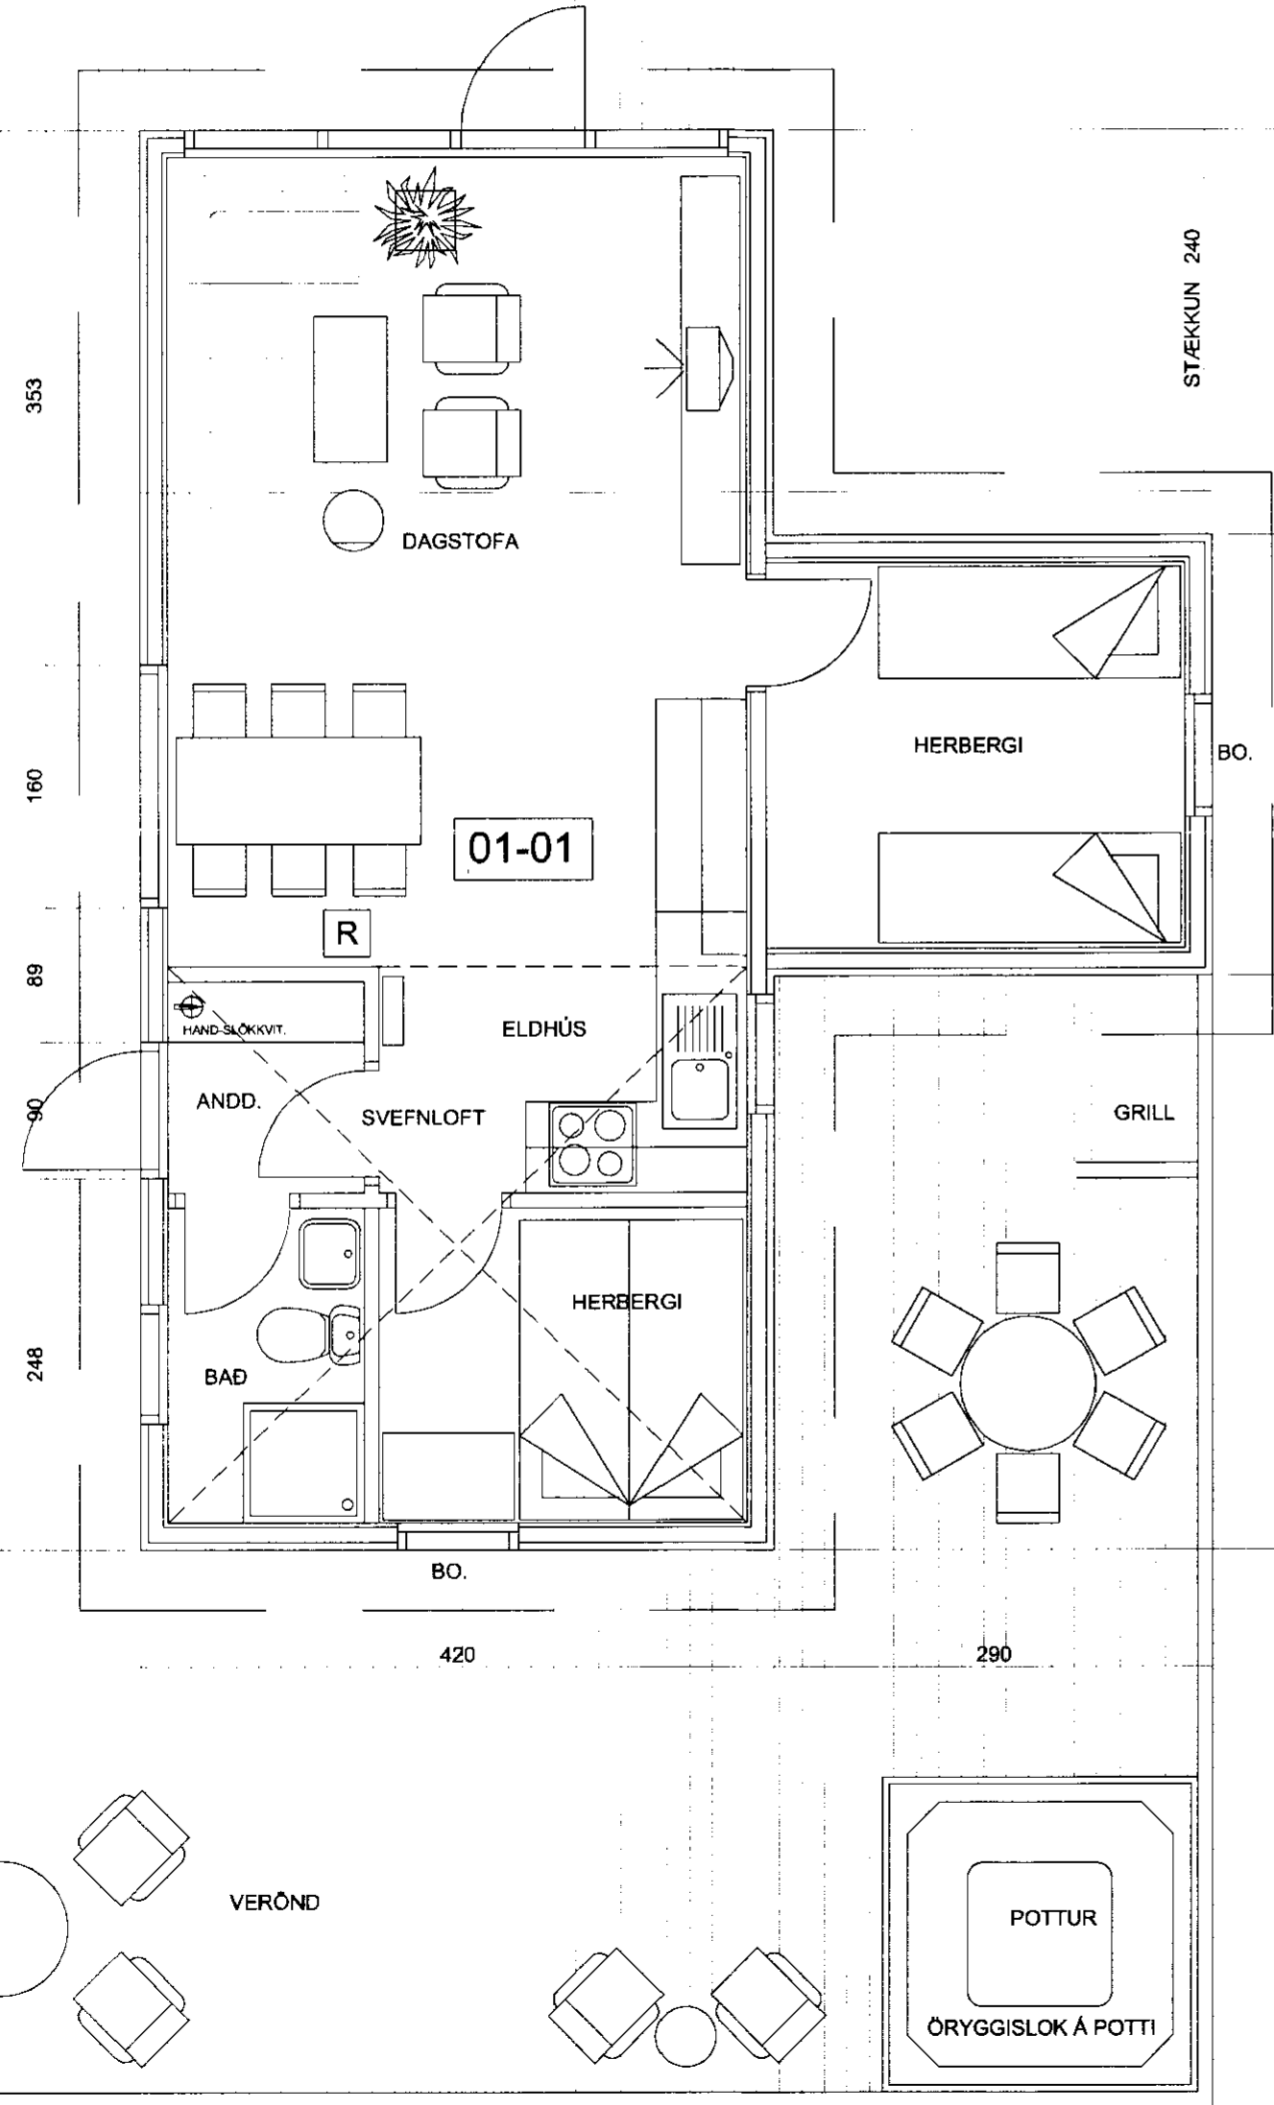 STÆKKUN 240
353
DAGSTOFA
HERBERGI
BO.
160
01-01
R
89
HAND-SLÖKKVIT.
ELDHÚS
90
ANDD.
SVEFNLOFT
GRILL
HERBERGI
248
BAÐ
BO.
420
290
VERÖND
POTTUR
ÖRYGGISLOK Á POTTI